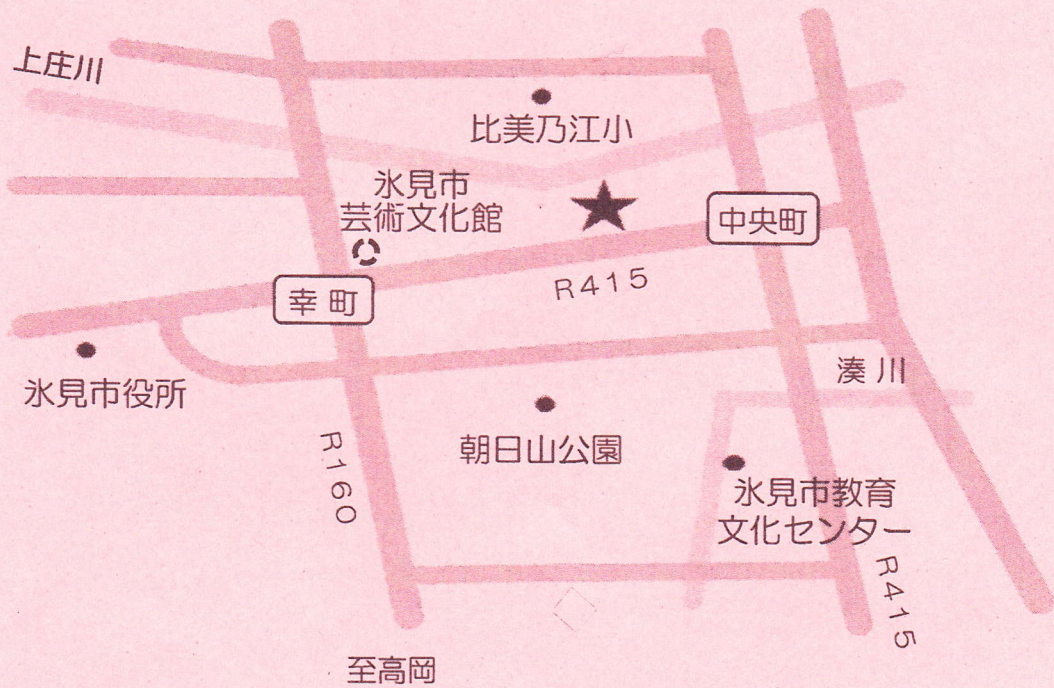 上庄川
比美乃江小
氷見市
芸術文化館
中央町
R415
幸町
氷見市役所
湊川
朝日山公園
R160
氷見市教育
文化センター
R415
至高岡